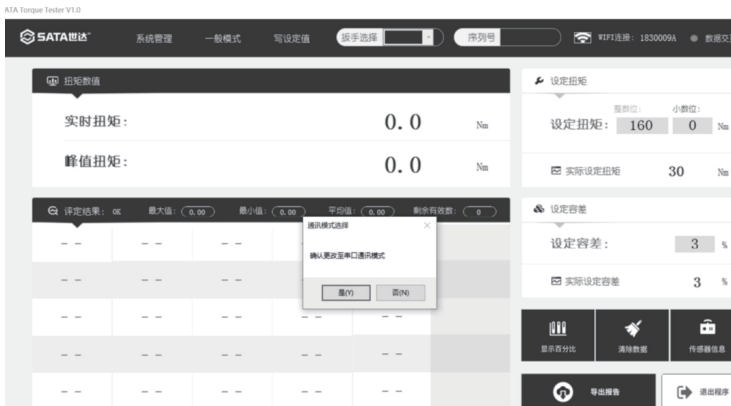 ATA Torque Tester V1.0
SATA世达 系统管理 一般模式 写设定值 扳手选择 序列号 WIFI连接: 1830009A 数据交
扭矩数值
实时扭矩: 0.0 Nm
峰值扭矩: 0.0 Nm
设定扭矩
整数位: 小数位:
设定扭矩: 160 0 Nm
实际设定扭矩 30 Nm
评定结果: OK 最大值: 0.00 最小值: 0.00 平均值: 0.00 剩余有效数: 0
-- -- --
-- -- --
-- -- -- -- --
-- -- -- -- --
-- -- -- -- --
通讯模式选择
确认更改至串口通讯模式
是(Y) 否(N)
设定容差
设定容差: 3 %
实际设定容差 3 %
显示百分比 清除数据 传感器信息
导出报告 退出程序